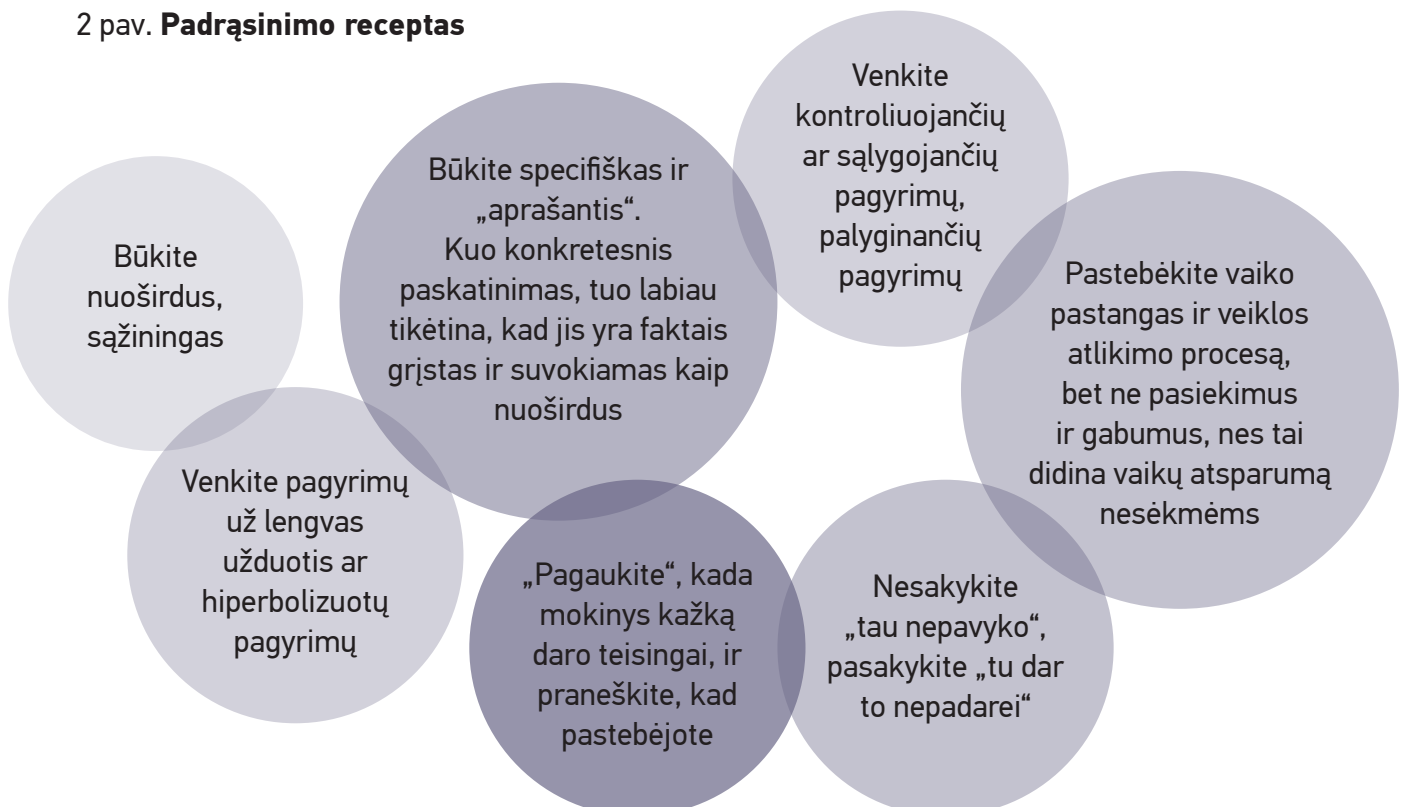 2 pav. Padrąsinimo receptas
Būkite
nuoširdus,
sąžiningas
Venkite pagyrimų
už lengvas
užduotis ar
hiperbolizuotų
pagyrimų
Būkite specifiškas ir
„aprašantis“.
Kuo konkretesnis
paskatinimas, tuo labiau
tikėtina, kad jis yra faktais
grįstas ir suvokiamas kaip
nuoširdus
„Pagaukite“, kada
mokinys kažką
daro teisingai, ir
praneškite, kad
pastebėjote
Venkite
kontroliuojančių
ar sąlygojančių
pagyrimų,
palyginančių
pagyrimų
Nesakykite
„tau nepavyko“,
pasakykite „tu dar
to nepadarei“
Pastebėkite vaiko
pastangas ir veiklos
atlikimo procesą,
bet ne pasiekimus
ir gabumus, nes tai
didina vaikų atsparumą
nesėkmėms